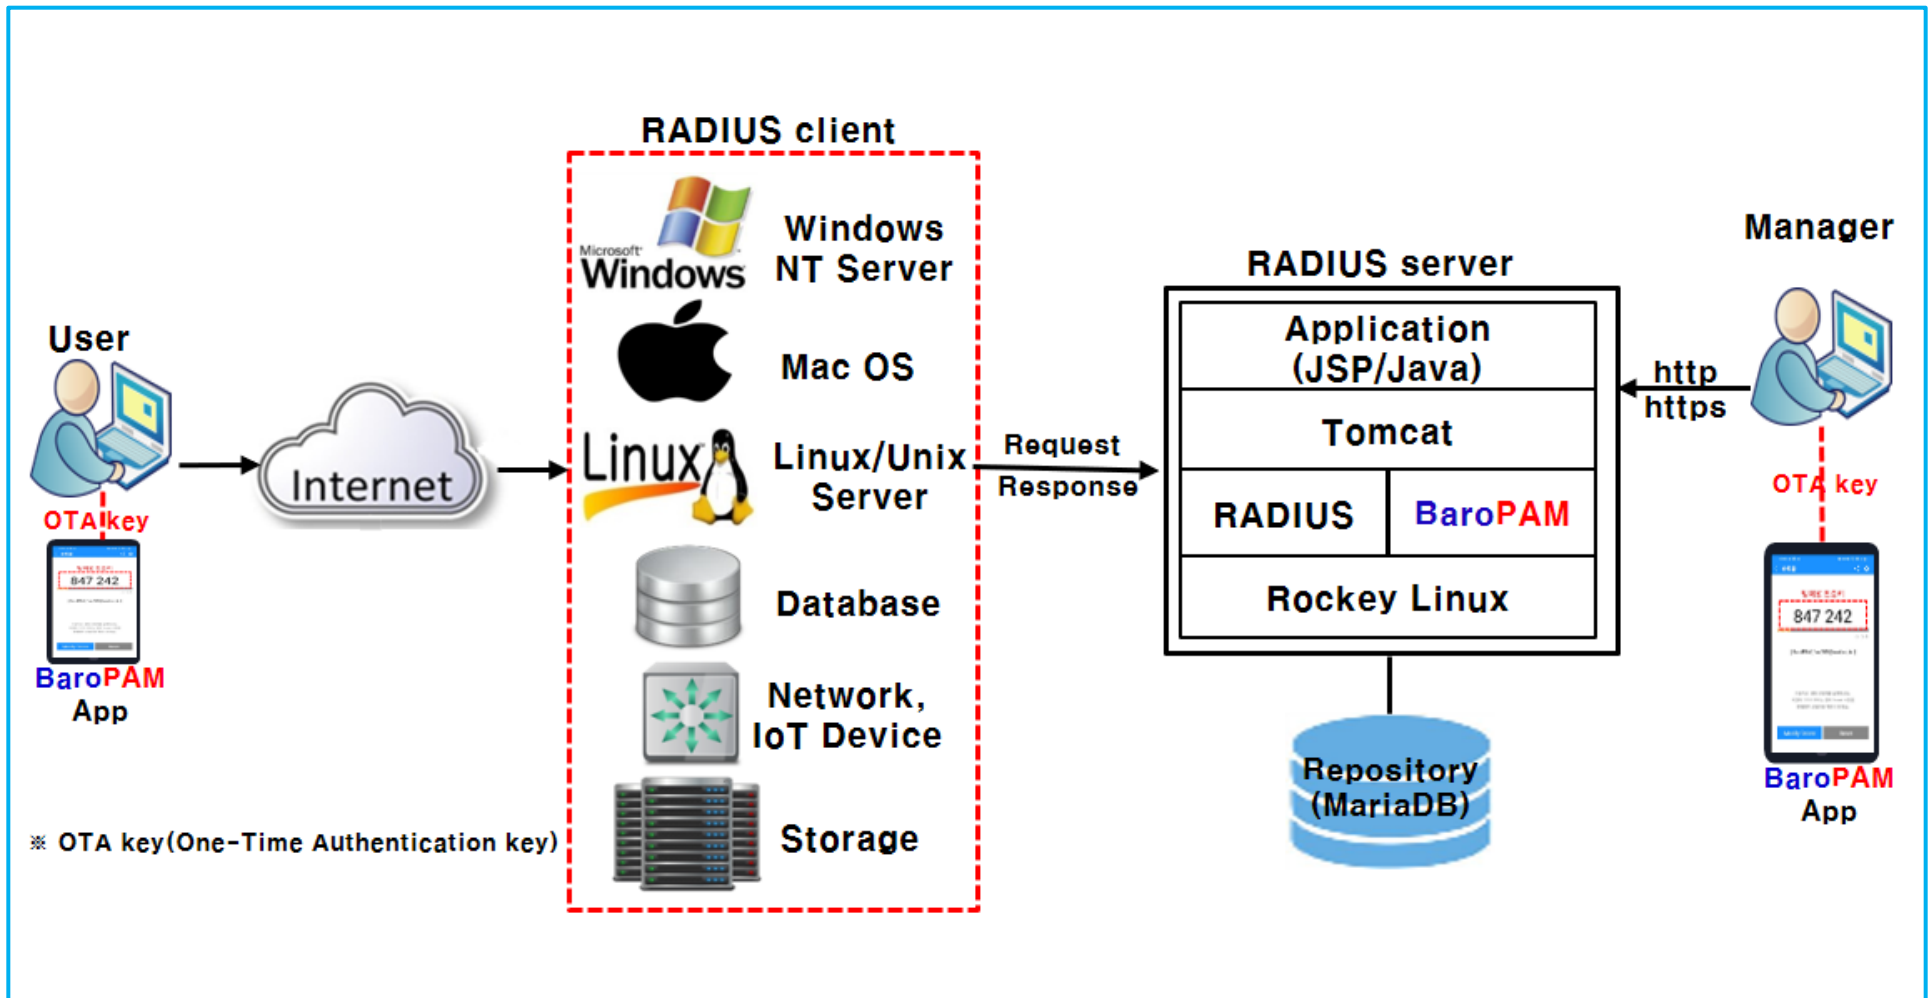 RADIUS client
Microsoft
Windows
Windows
NT Server
Mac OS
Linux
Linux/Unix
Server
Database
Network,
IoT Device
Storage
User
Internet
OTA key
847 242
BaroPAM
App
※ OTA key(One-Time Authentication key)
Request
Response
RADIUS server
Application
(JSP/Java)
Tomcat
RADIUS
BaroPAM
Rockey Linux
Repository
(MariaDB)
Manager
http
https
OTA key
847 242
BaroPAM
App